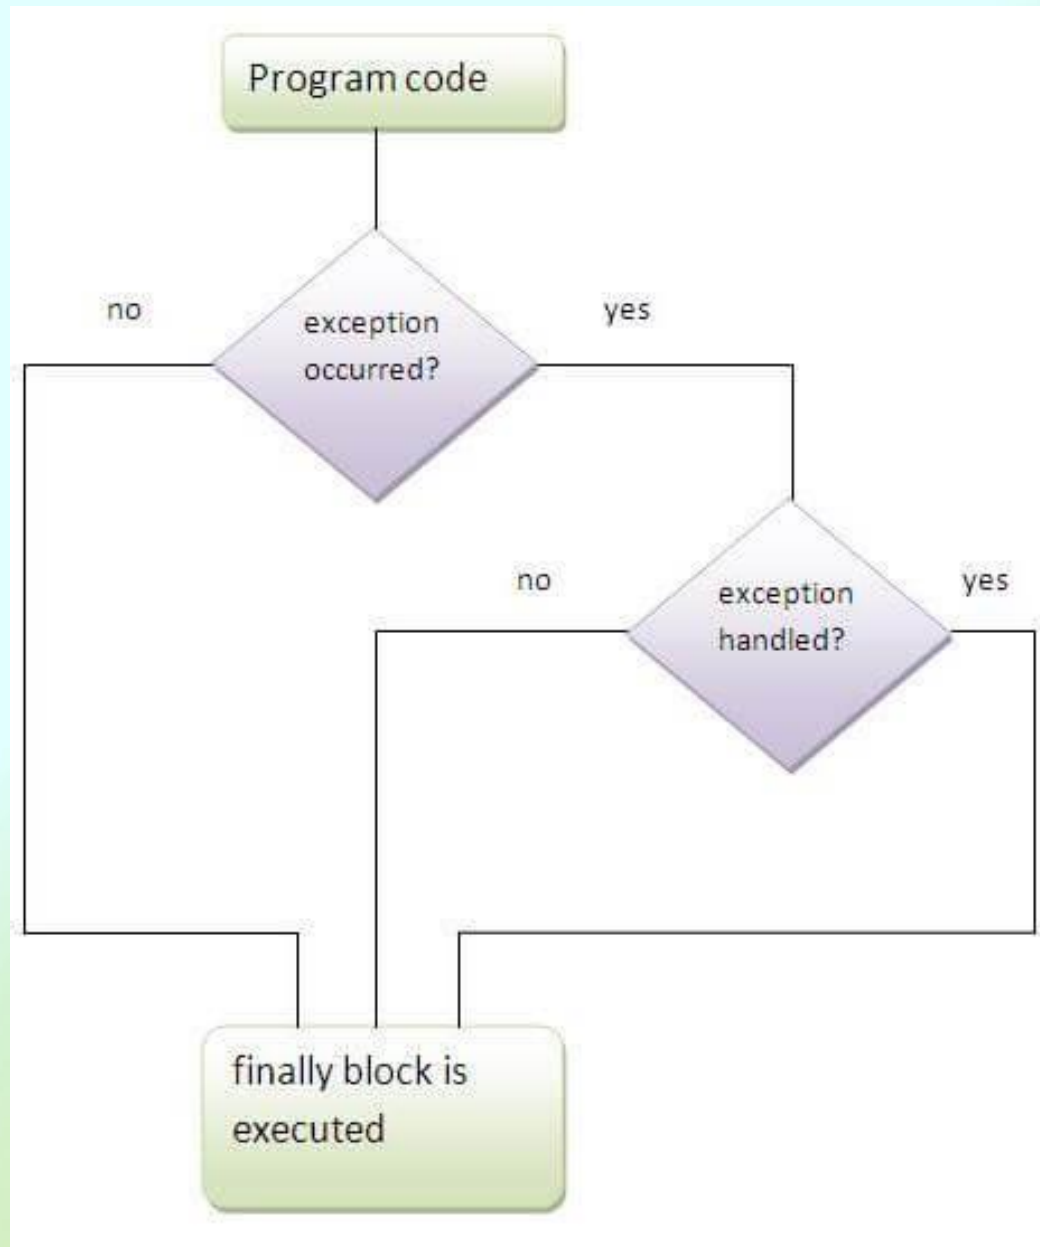 Program code
no
yes
exception
occurred?
no
yes
exception
handled?
finally block is
executed